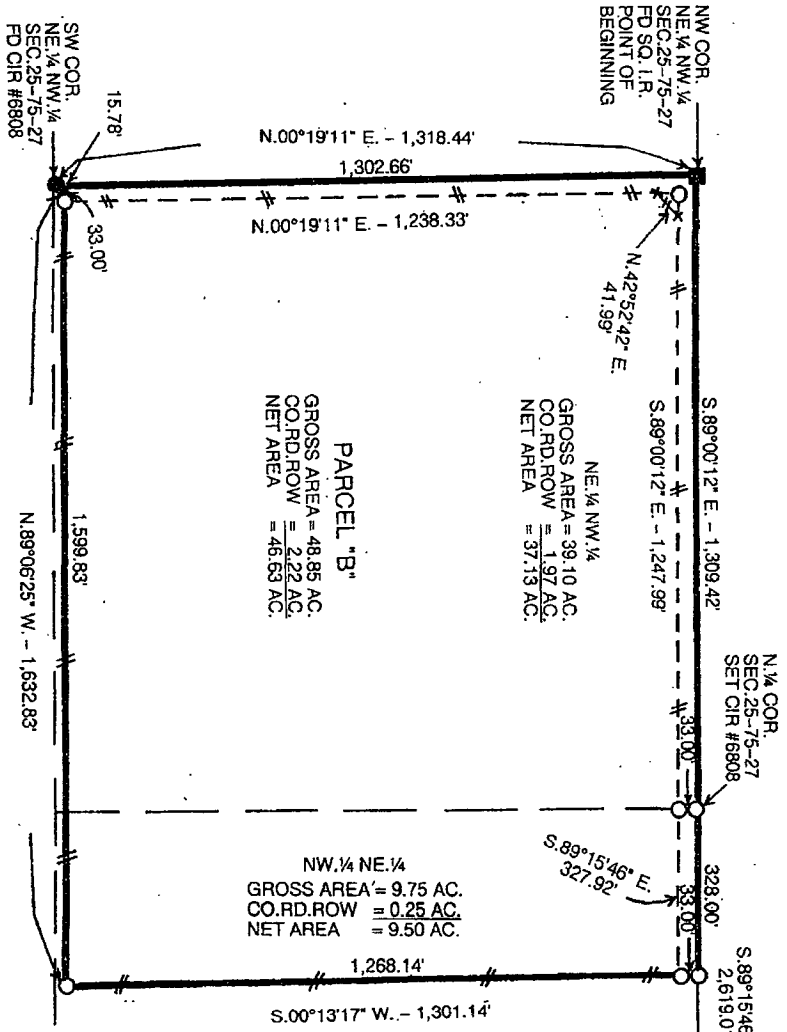 NW COR.
NE.¼ NW.¼
SEC.25–75–27
FD SQ. I.R.
POINT OF
BEGINNING
SW COR.
NE.¼ NW.¼
SEC.25–75–27
FD CIR #6808
15.78'
N.00°19'11" E. – 1,318.44'
1,302.66'
N.00°19'11" E. – 1,238.33'
33.00'
N.42°52'42" E.
41.99'
S.89°00'12" E. – 1,309.42'
S.89°00'12" E. – 1,247.99'
NE.¼ NW.¼
GROSS AREA = 39.10 AC.
CO.RD.ROW = 1.97 AC.
NET AREA = 37.13 AC.
PARCEL "B"
GROSS AREA = 48.85 AC.
CO.RD.ROW = 2.22 AC.
NET AREA = 46.63 AC.
1,599.83'
N.89°06'25" W. – 1,632.83'
N.¼ COR.
SEC.25–75–27
SET CIR #6808
33.00'
S.89°15'46" E.
327.92'
328.00'
33.00'
S.89°15'46
2,619.0
NW.¼ NE.¼
GROSS AREA = 9.75 AC.
CO.RD.ROW = 0.25 AC.
NET AREA = 9.50 AC.
1,268.14'
S.00°13'17" W. – 1,301.14'